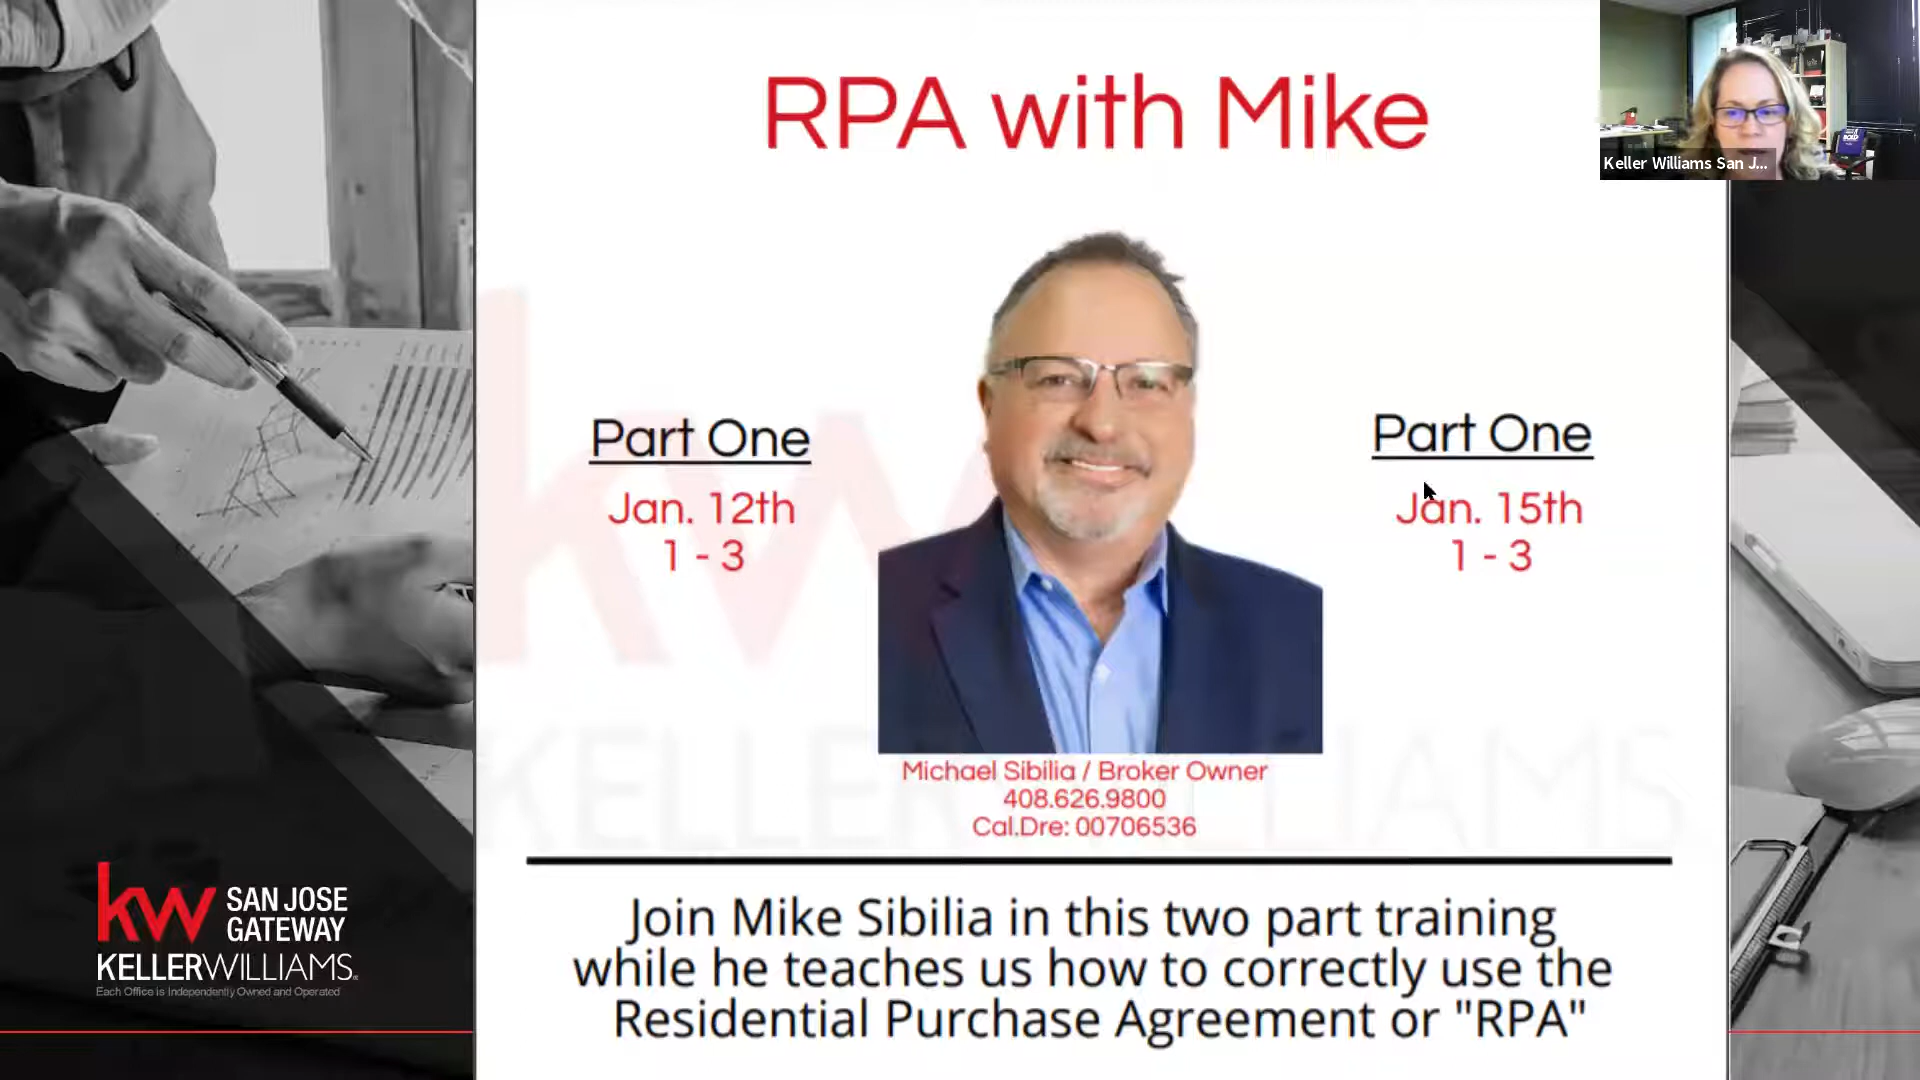 RPA with Mike
Keller Williams San J...
Part One
Jan. 12th
1 - 3
Part One
Jan. 15th
1 - 3
kw
KELLERWILLIAMS
Michael Sibilia / Broker Owner
408.626.9800
Cal.Dre: 00706536
Join Mike Sibilia in this two part training
while he teaches us how to correctly use the
Residential Purchase Agreement or "RPA"
kw SAN JOSE
GATEWAY
KELLERWILLIAMS
Each Office is Independently Owned and Operated